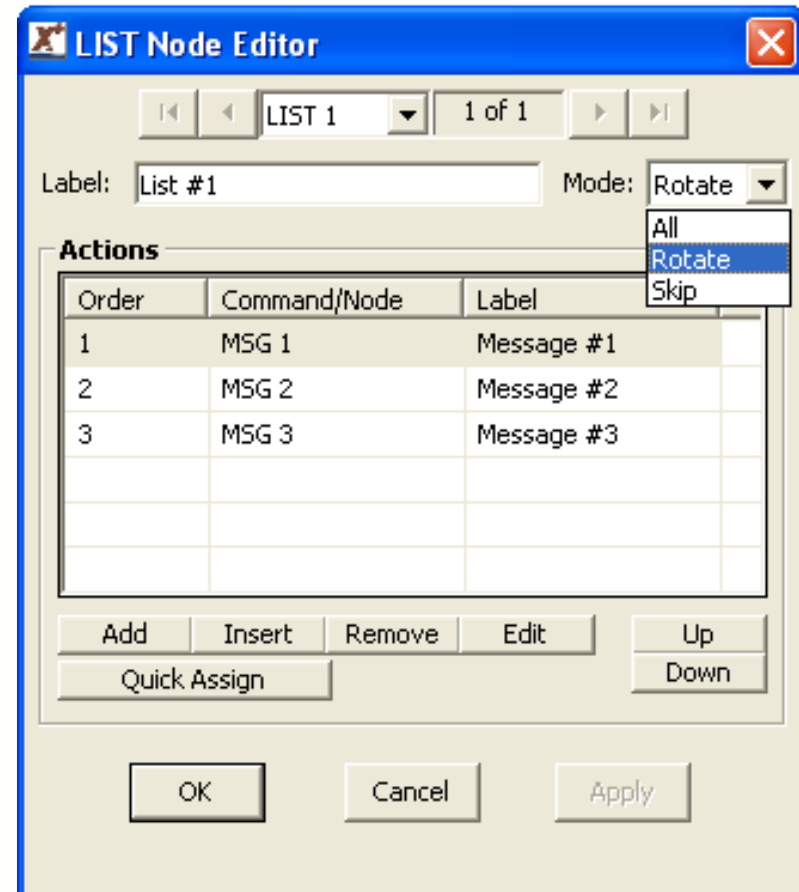 LIST Node Editor
LIST 1 1 of 1
Label: List #1 Mode: Rotate
All
Rotate
Skip
Actions
Order Command/Node Label
1 MSG 1 Message #1
2 MSG 2 Message #2
3 MSG 3 Message #3
Add Insert Remove Edit Up
Quick Assign Down
OK Cancel Apply